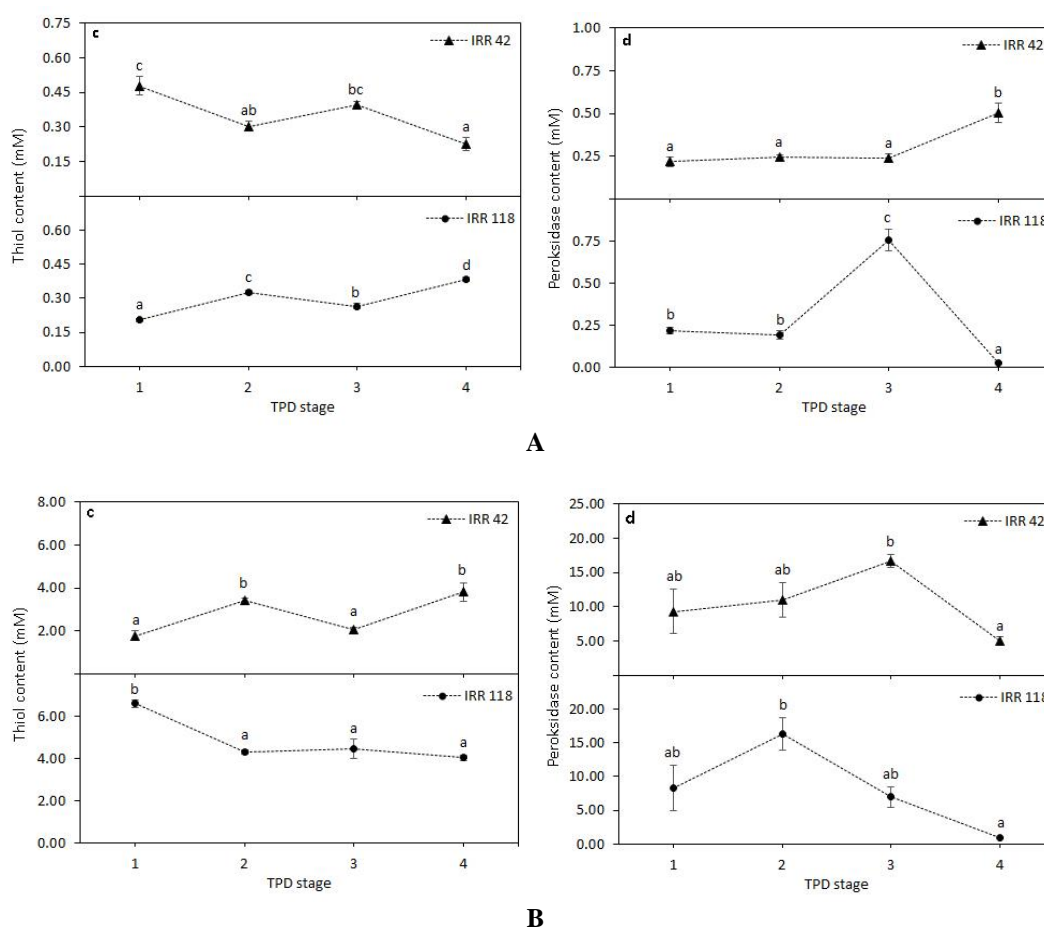 c
IRR 42
0.75
0.60
0.45
0.30
0.15
c
ab
bc
a
IRR 118
0.60
0.45
0.30
0.15
0.00
a
c
b
d
1 2 3 4
TPD stage
Thiol content (mM)
d
IRR 42
1.00
0.75
0.50
0.25
a
a
a
b
IRR 118
0.75
0.50
0.25
0.00
b
b
c
a
1 2 3 4
TPD stage
Peroksidase content (mM)
A
c
IRR 42
8.00
6.00
4.00
2.00
a
b
a
b
IRR 118
6.00
4.00
2.00
0.00
b
a
a
a
1 2 3 4
TPD stage
Thiol content (mM)
d
IRR 42
25.00
20.00
15.00
10.00
5.00
ab
ab
b
a
IRR 118
20.00
15.00
10.00
5.00
0.00
ab
b
ab
a
1 2 3 4
TPD stage
Peroksidase content (mM)
B